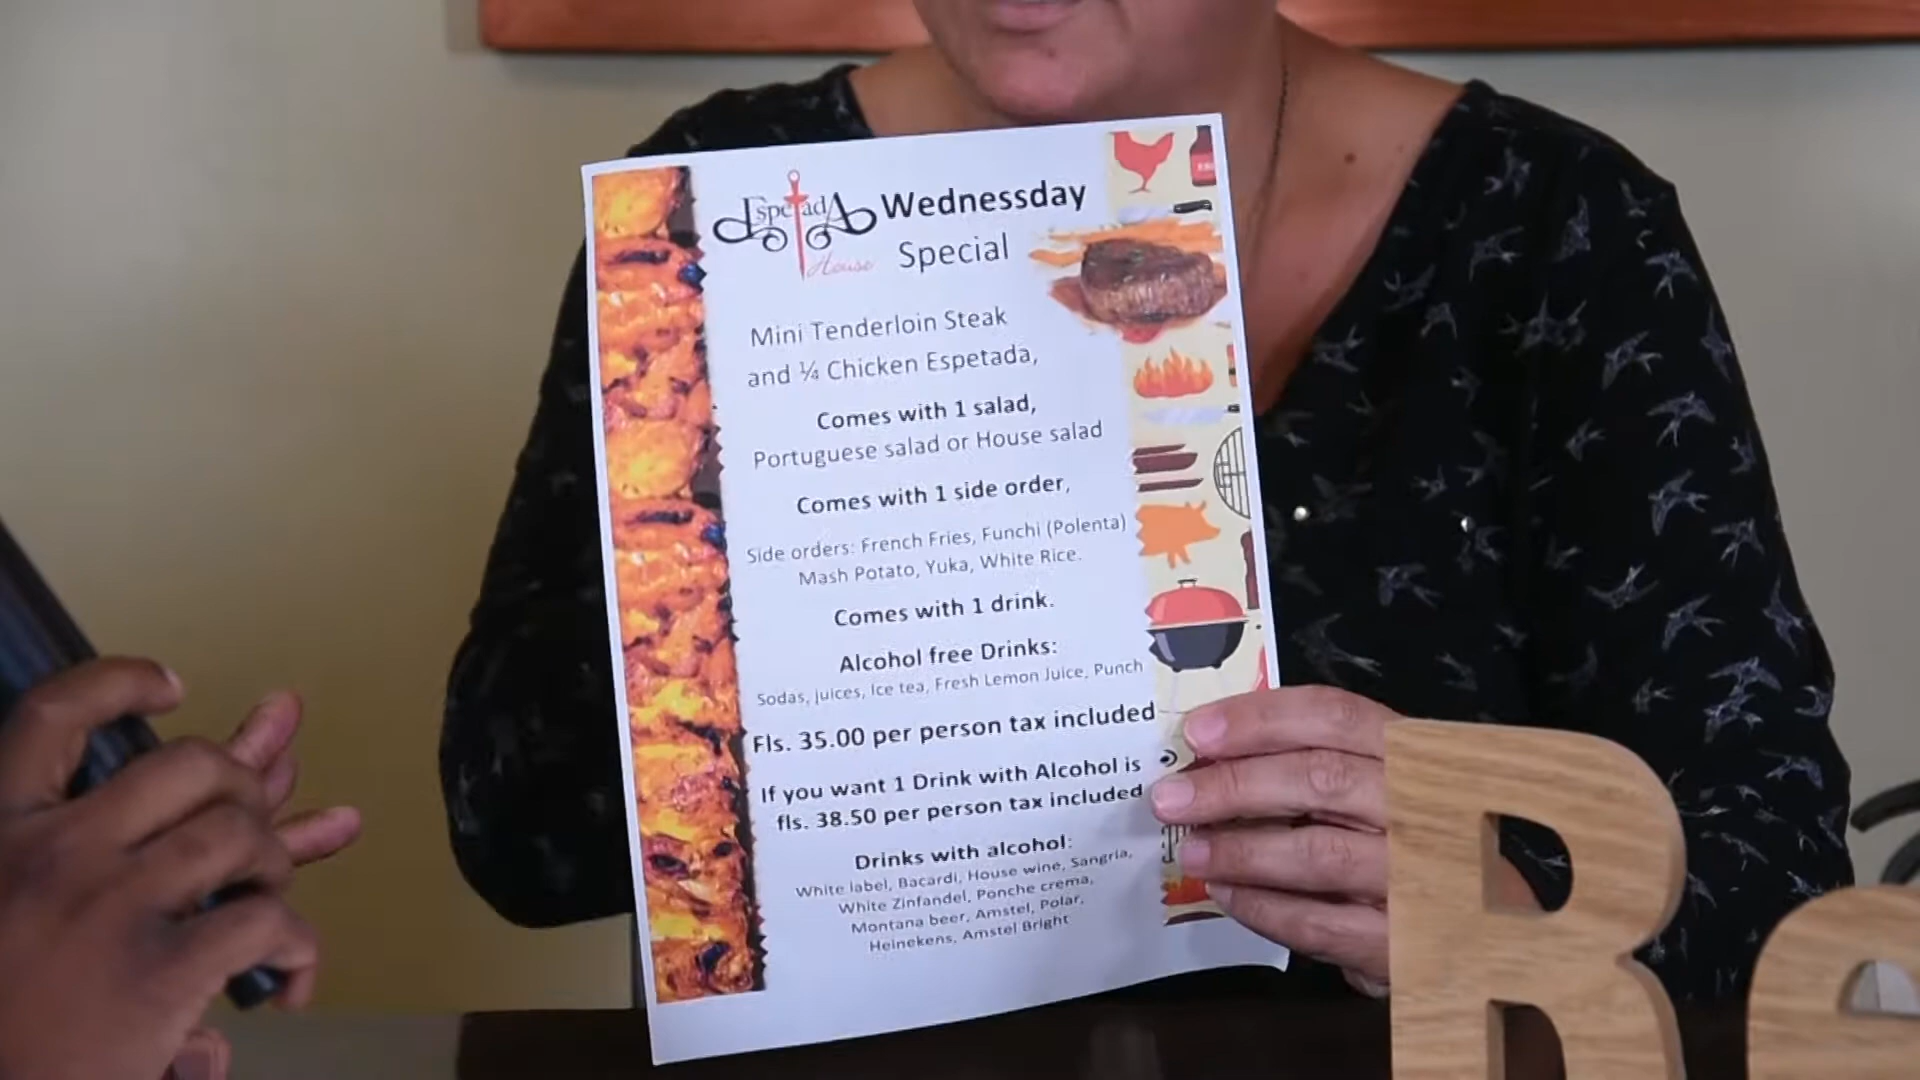 EspetadA House
Wednessday
Special
Mini Tenderloin Steak
and ¼ Chicken Espetada,
Comes with 1 salad,
Portuguese salad or House salad
Comes with 1 side order,
Side orders: French Fries, Funchi (Polenta)
Mash Potato, Yuka, White Rice.
Comes with 1 drink.
Alcohol free Drinks:
Sodas, juices, Ice tea, Fresh Lemon Juice, Punch
Fls. 35.00 per person tax included
If you want 1 Drink with Alcohol is
fls. 38.50 per person tax included
Drinks with alcohol:
White label, Bacardi, House wine, Sangria,
White Zinfandel, Ponche crema,
Montana beer, Amstel, Polar,
Heinekens, Amstel Bright
Re